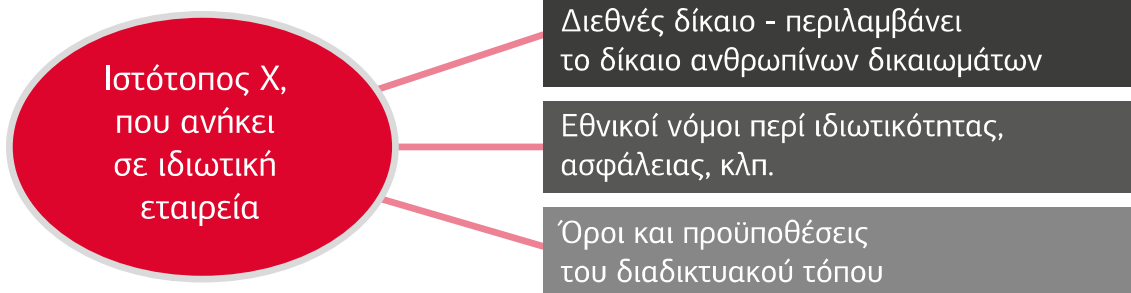 Ιστότοπος Χ,
που ανήκει
σε ιδιωτική
εταιρεία
Διεθνές δίκαιο - περιλαμβάνει
το δίκαιο ανθρωπίνων δικαιωμάτων
Εθνικοί νόμοι περί ιδιωτικότητας,
ασφάλειας, κλπ.
Όροι και προϋποθέσεις
του διαδικτυακού τόπου